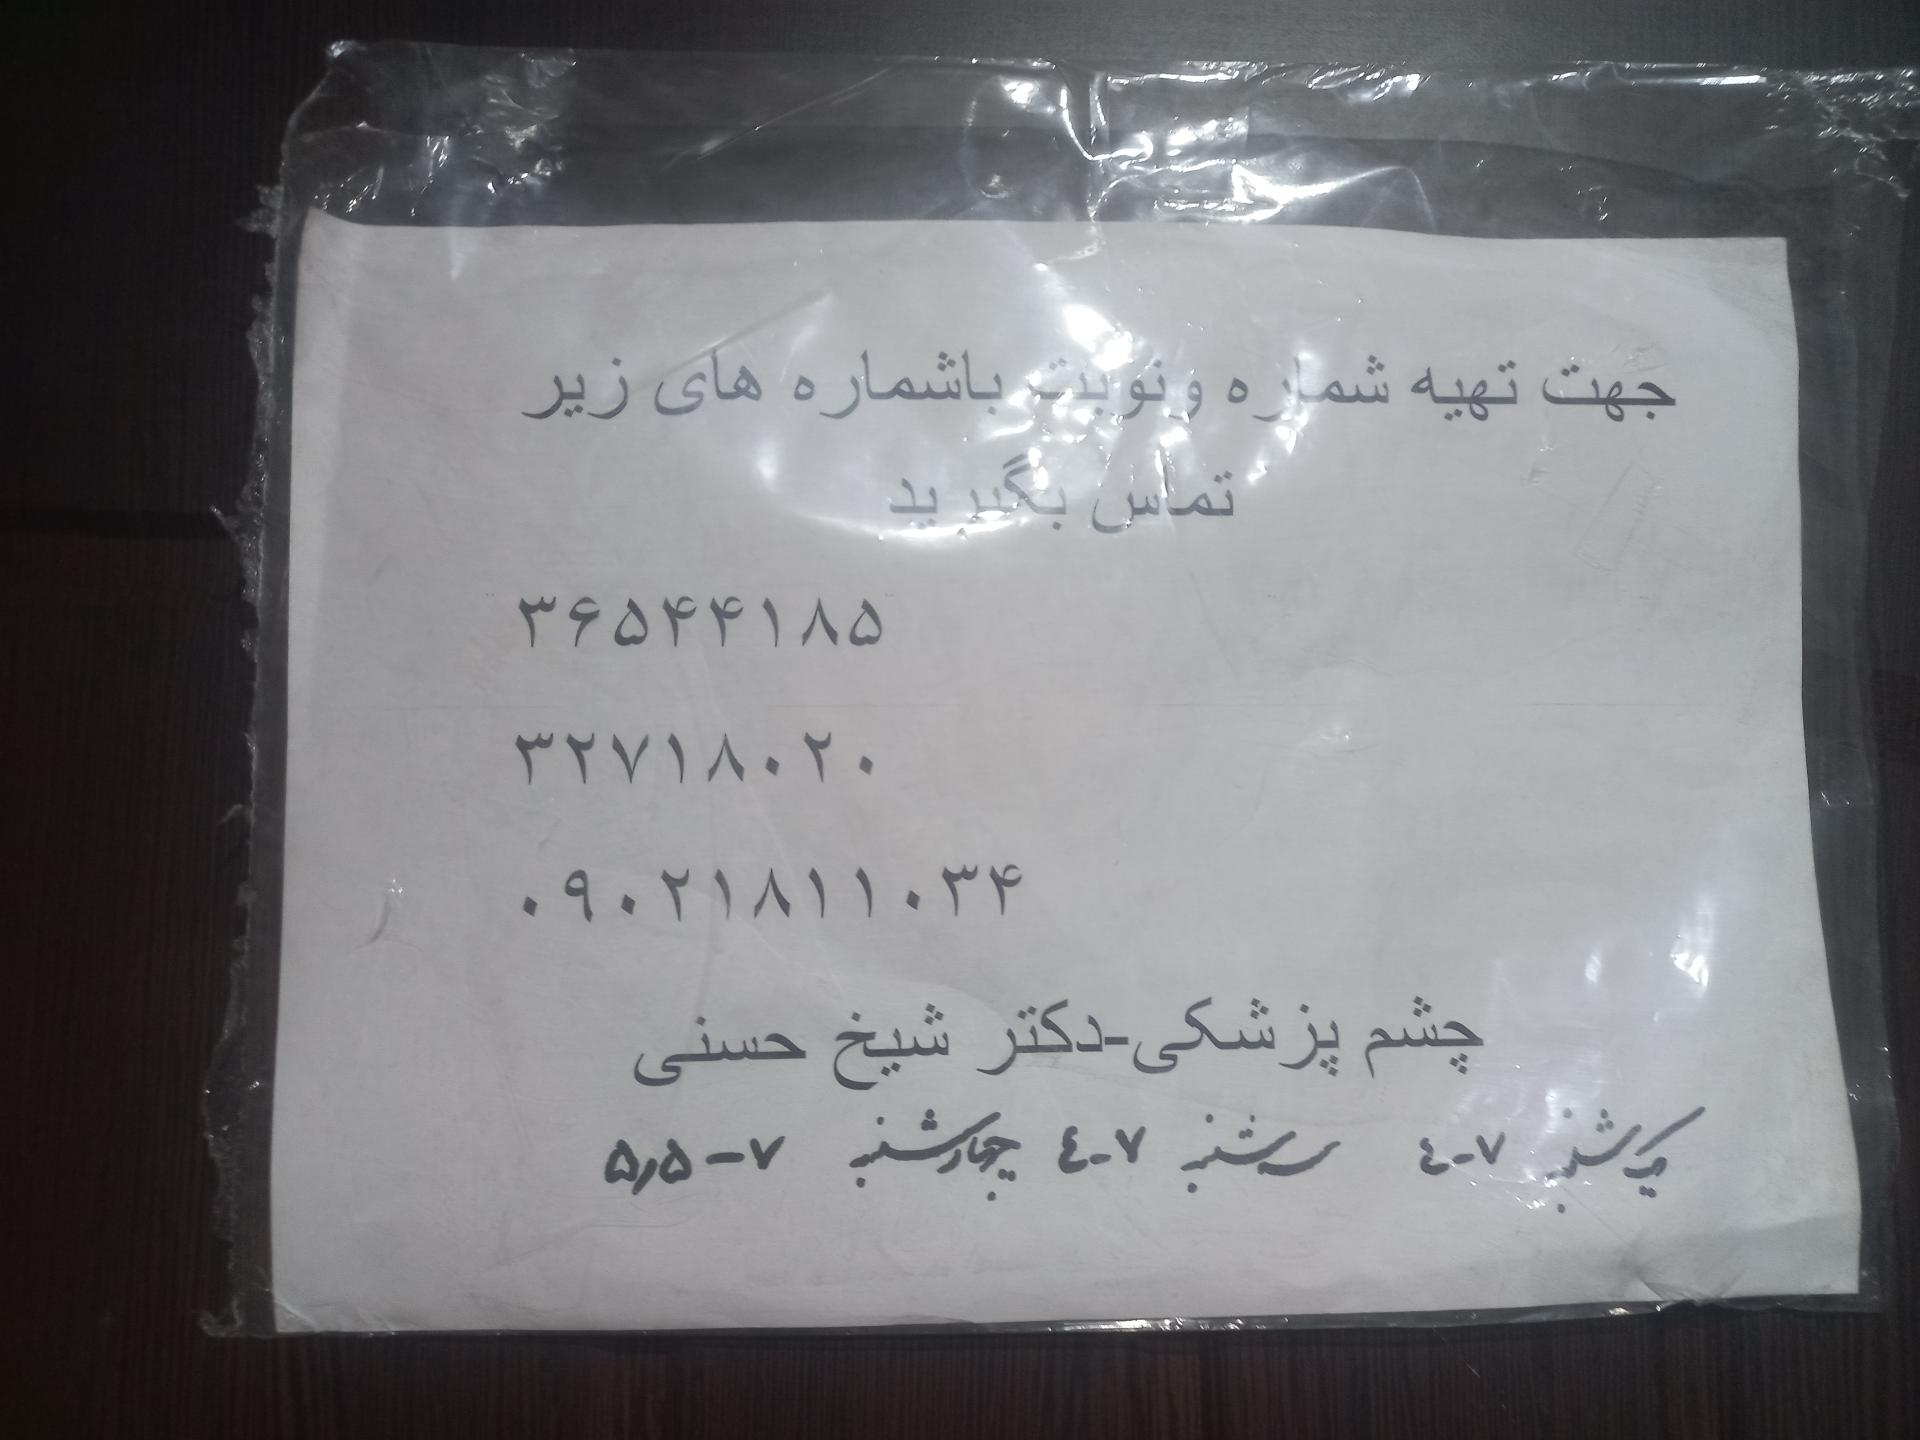 جهت تهیه شماره ونوبت باشماره های زیر
تماس بگیرید
۳۶۵۴۴۱۸۵
۳۲۷۱۸۰۲۰
۰۹۰۲۱۸۱۱۰۳۴
چشم پزشکی-دکتر شیخ حسنی
یکشنبه ٤-۷ سه شنبه ٤-۷ چهارشنبه ۵٫۵-۷